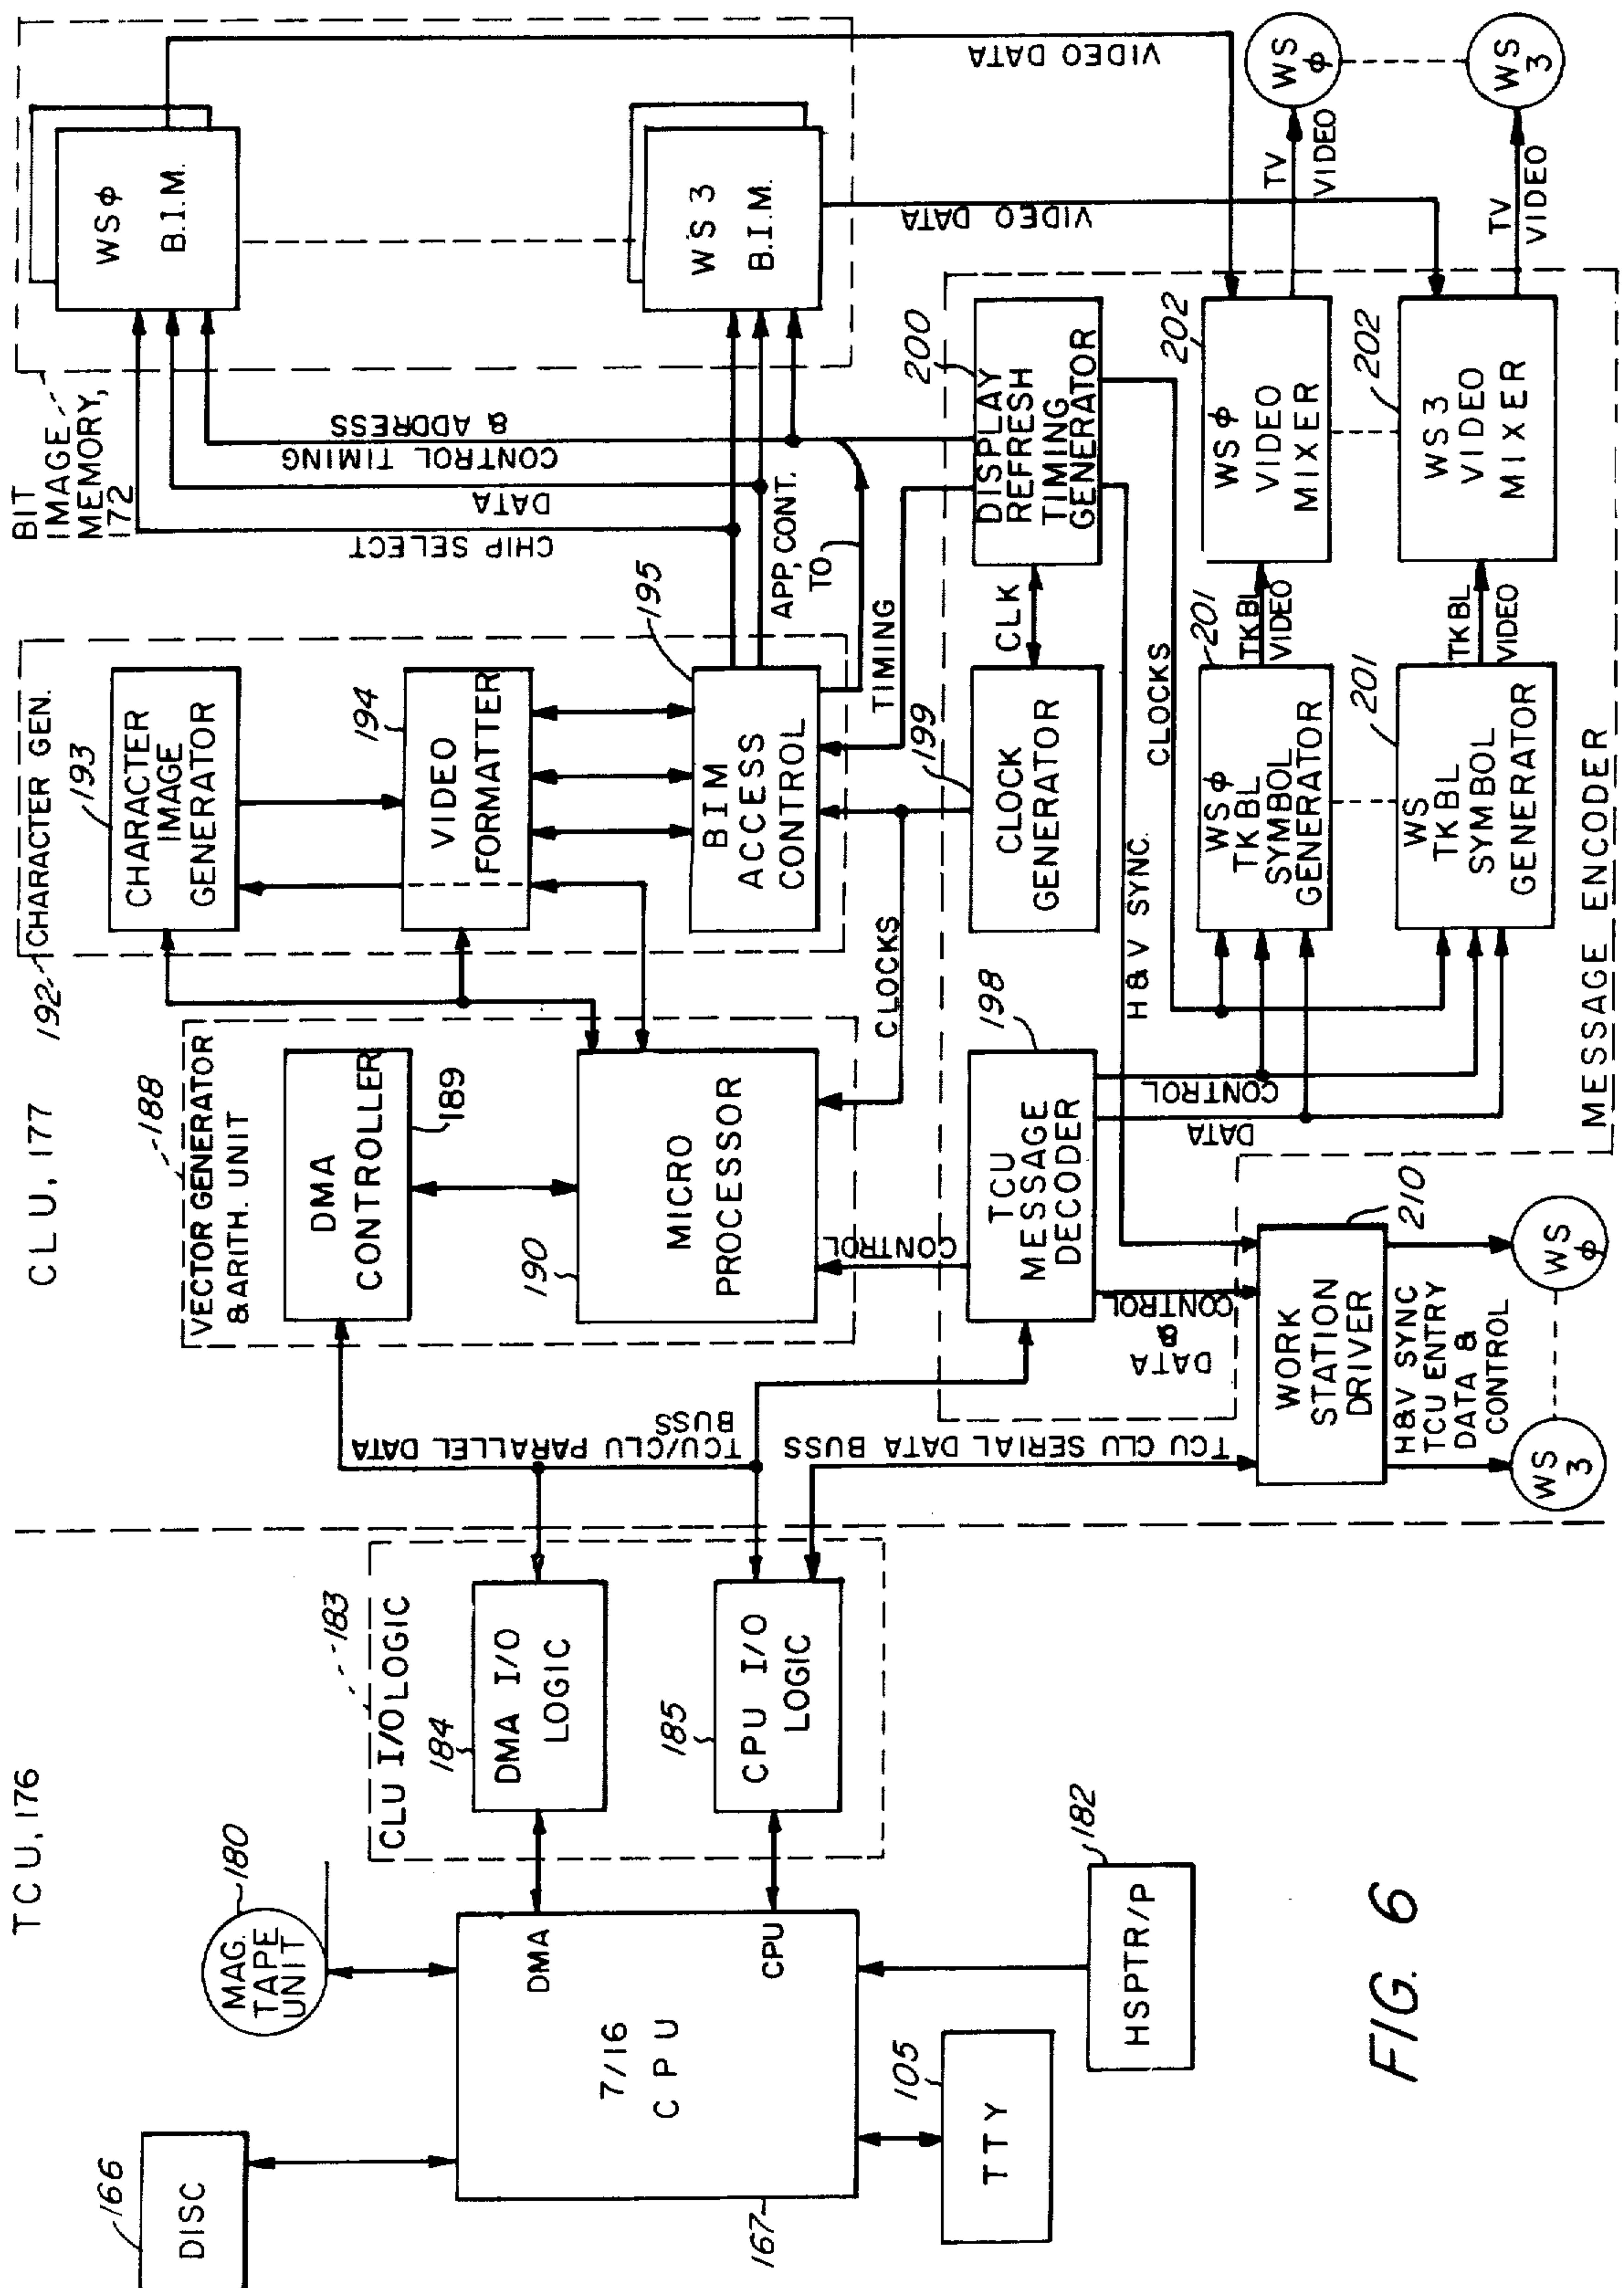 TCU, 176
CLU, 177
166
DISC
180
MAG.
TAPE
UNIT
7/16
CPU
DMA
CPU
167
105
TTY
182
HSPTR/P
183
CLU I/O LOGIC
184
DMA I/O
LOGIC
185
CPU I/O
LOGIC
TCU/CLU PARALLEL DATA
BUSS
TCU CLU SERIAL DATA BUSS
188
VECTOR GENERATOR
& ARITH. UNIT
DMA
CONTROLLER
189
190
MICRO
PROCESSOR
CONTROL
CLOCKS
192
CHARACTER GEN.
193
CHARACTER
IMAGE
GENERATOR
194
VIDEO
FORMATTER
195
BIM
ACCESS
CONTROL
BIT
IMAGE
MEMORY,
172
CHIP SELECT
DATA
CONTROL TIMING
& ADDRESS
APP, CONT.
TO
TIMING
WSϕ
B.I.M.
WS 3
B.I.M.
VIDEO DATA
VIDEO DATA
198
TCU
MESSAGE
DECODER
199
CLOCK
GENERATOR
CLK
200
DISPLAY
REFRESH
TIMING
GENERATOR
H&V SYNC.
CLOCKS
CONTROL
DATA
DATA
&
CONTROL
201
WSϕ
TKBL
SYMBOL
GENERATOR
TKBL
VIDEO
202
WSϕ
VIDEO
MIXER
TV
VIDEO
WS
ϕ
201
WS
TKBL
SYMBOL
GENERATOR
TKBL
VIDEO
202
WS3
VIDEO
MIXER
TV
VIDEO
WS
3
MESSAGE ENCODER
210
WORK
STATION
DRIVER
H&V SYNC
TCU ENTRY
DATA &
CONTROL
WS
3
WS
ϕ
FIG. 6